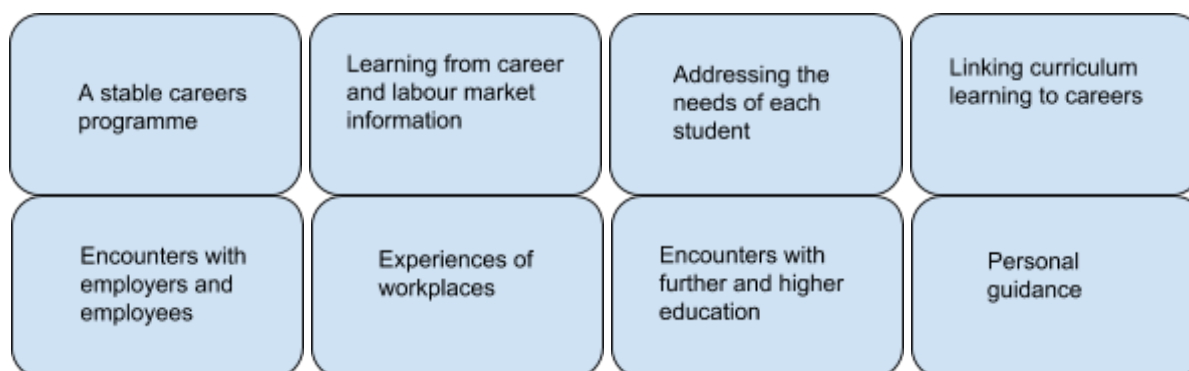 A stable careers
programme
Learning from career
and labour market
information
Addressing the
needs of each
student
Linking curriculum
learning to careers
Encounters with
employers and
employees
Experiences of
workplaces
Encounters with
further and higher
education
Personal
guidance